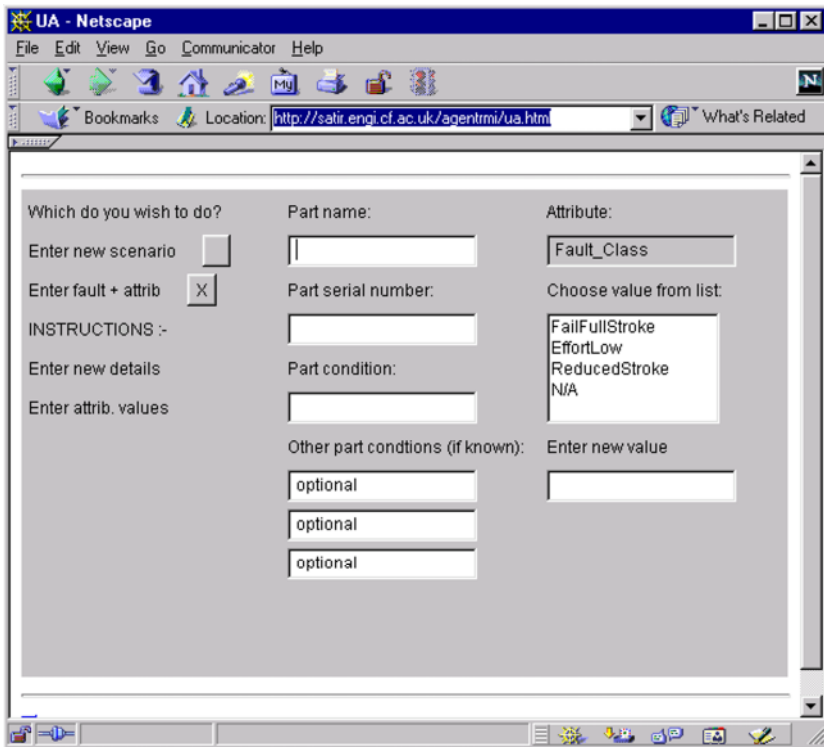 UA - Netscape
File Edit View Go Communicator Help
My
N
Bookmarks Location: http://satir.engi.cf.ac.uk/agentrmi/ua.html What's Related
Which do you wish to do?
Enter new scenario
Enter fault + attrib X
INSTRUCTIONS :-
Enter new details
Enter attrib. values
Part name:
Part serial number:
Part condition:
Other part condtions (if known):
optional
optional
optional
Attribute:
Fault_Class
Choose value from list:
FailFullStroke
EffortLow
ReducedStroke
N/A
Enter new value